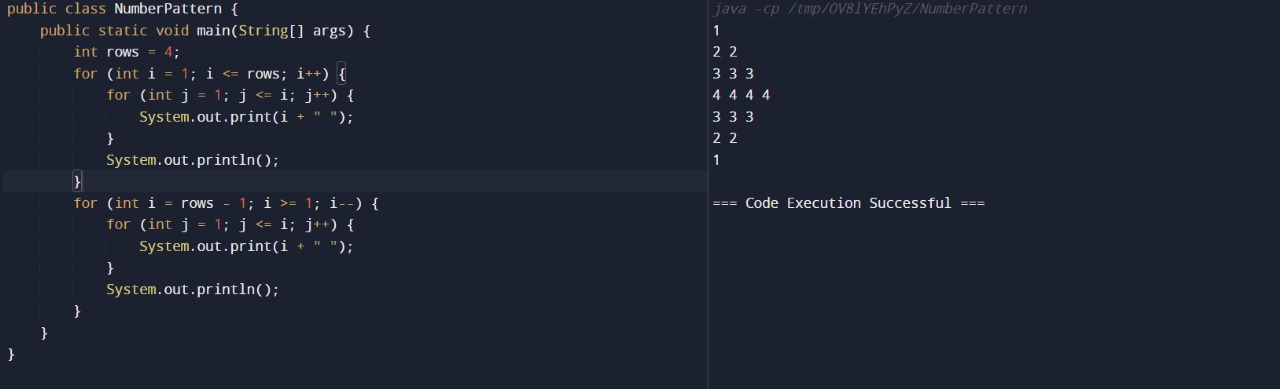 public class NumberPattern {
    public static void main(String[] args) {
        int rows = 4;
        for (int i = 1; i <= rows; i++) {
            for (int j = 1; j <= i; j++) {
                System.out.print(i + " ");
            }
            System.out.println();
        }
        for (int i = rows - 1; i >= 1; i--) {
            for (int j = 1; j <= i; j++) {
                System.out.print(i + " ");
            }
            System.out.println();
        }
    }
}
java -cp /tmp/OV8lYEhPyZ/NumberPattern
1
2 2
3 3 3
4 4 4 4
3 3 3
2 2
1
=== Code Execution Successful ===